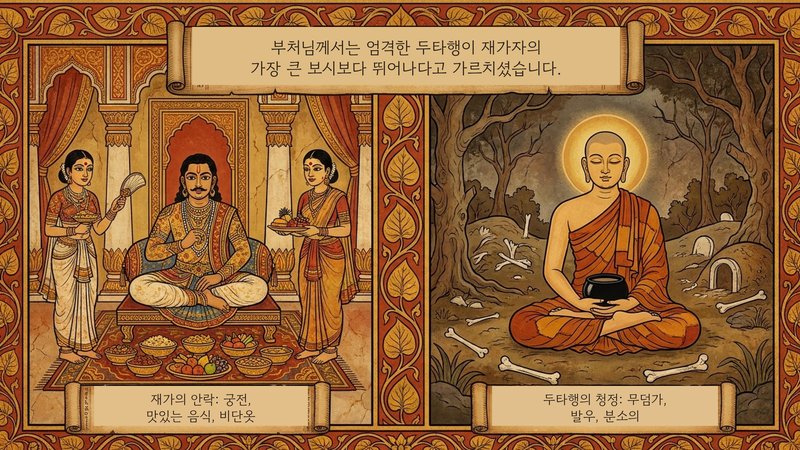 부처님께서는 엄격한 두타행이 재가자의
가장 큰 보시보다 뛰어나다고 가르치셨습니다.
재가의 안락: 궁전,
맛있는 음식, 비단옷
두타행의 청정: 무덤가,
발우, 분소의